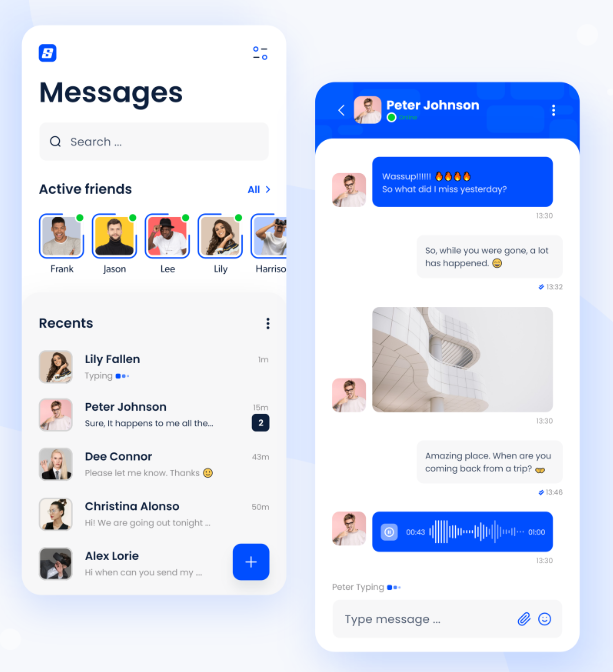 Messages
Search ...
Active friends
All
Frank
Jason
Lee
Lily
Harriso
Recents
Lily Fallen
1m
Typing
Peter Johnson
15m
Sure, It happens to me all the...
2
Dee Connor
43m
Please let me know. Thanks 🙂
Christina Alonso
50m
Hi! We are going out tonight ...
Alex Lorie
Hi when can you send my ...
Peter Johnson
Wassup!!!!!! 🔥🔥🔥🔥
So what did I miss yesterday?
13:30
So, while you were gone, a lot
has happened. 😅
13:32
13:30
Amazing place. When are you
coming back from a trip? 🤓
13:46
00:43
01:00
13:30
Peter Typing
Type message ...